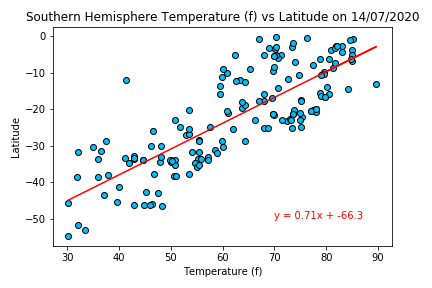 Southern Hemisphere Temperature (f) vs Latitude on 14/07/2020
0
−10
−20
−30
−40
−50
Latitude
y = 0.71x + -66.3
30 40 50 60 70 80 90
Temperature (f)